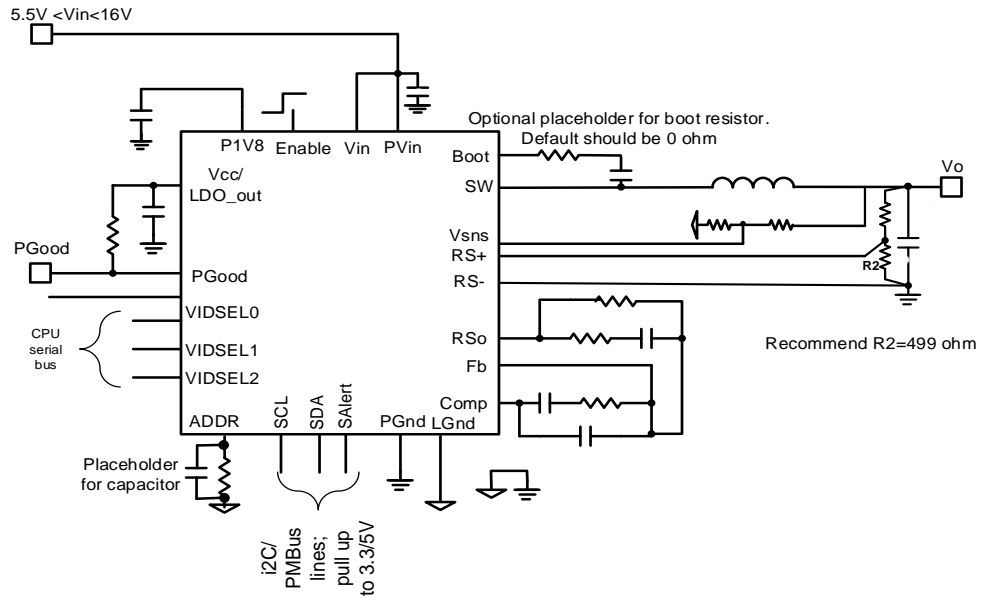 5.5V <Vin<16V
Optional placeholder for boot resistor.
Default should be 0 ohm
P1V8
Enable
Vin
PVin
Boot
Vo
Vcc/
LDO_out
SW
Vsns
PGood
RS+
R2
PGood
RS-
VIDSEL0
CPU
serial
bus
RSo
Recommend R2=499 ohm
VIDSEL1
Fb
VIDSEL2
Comp
ADDR
SCL
SDA
SAlert
PGnd
LGnd
Placeholder
for capacitor
i2C/
PMBus
lines;
pull up
to 3.3/5V